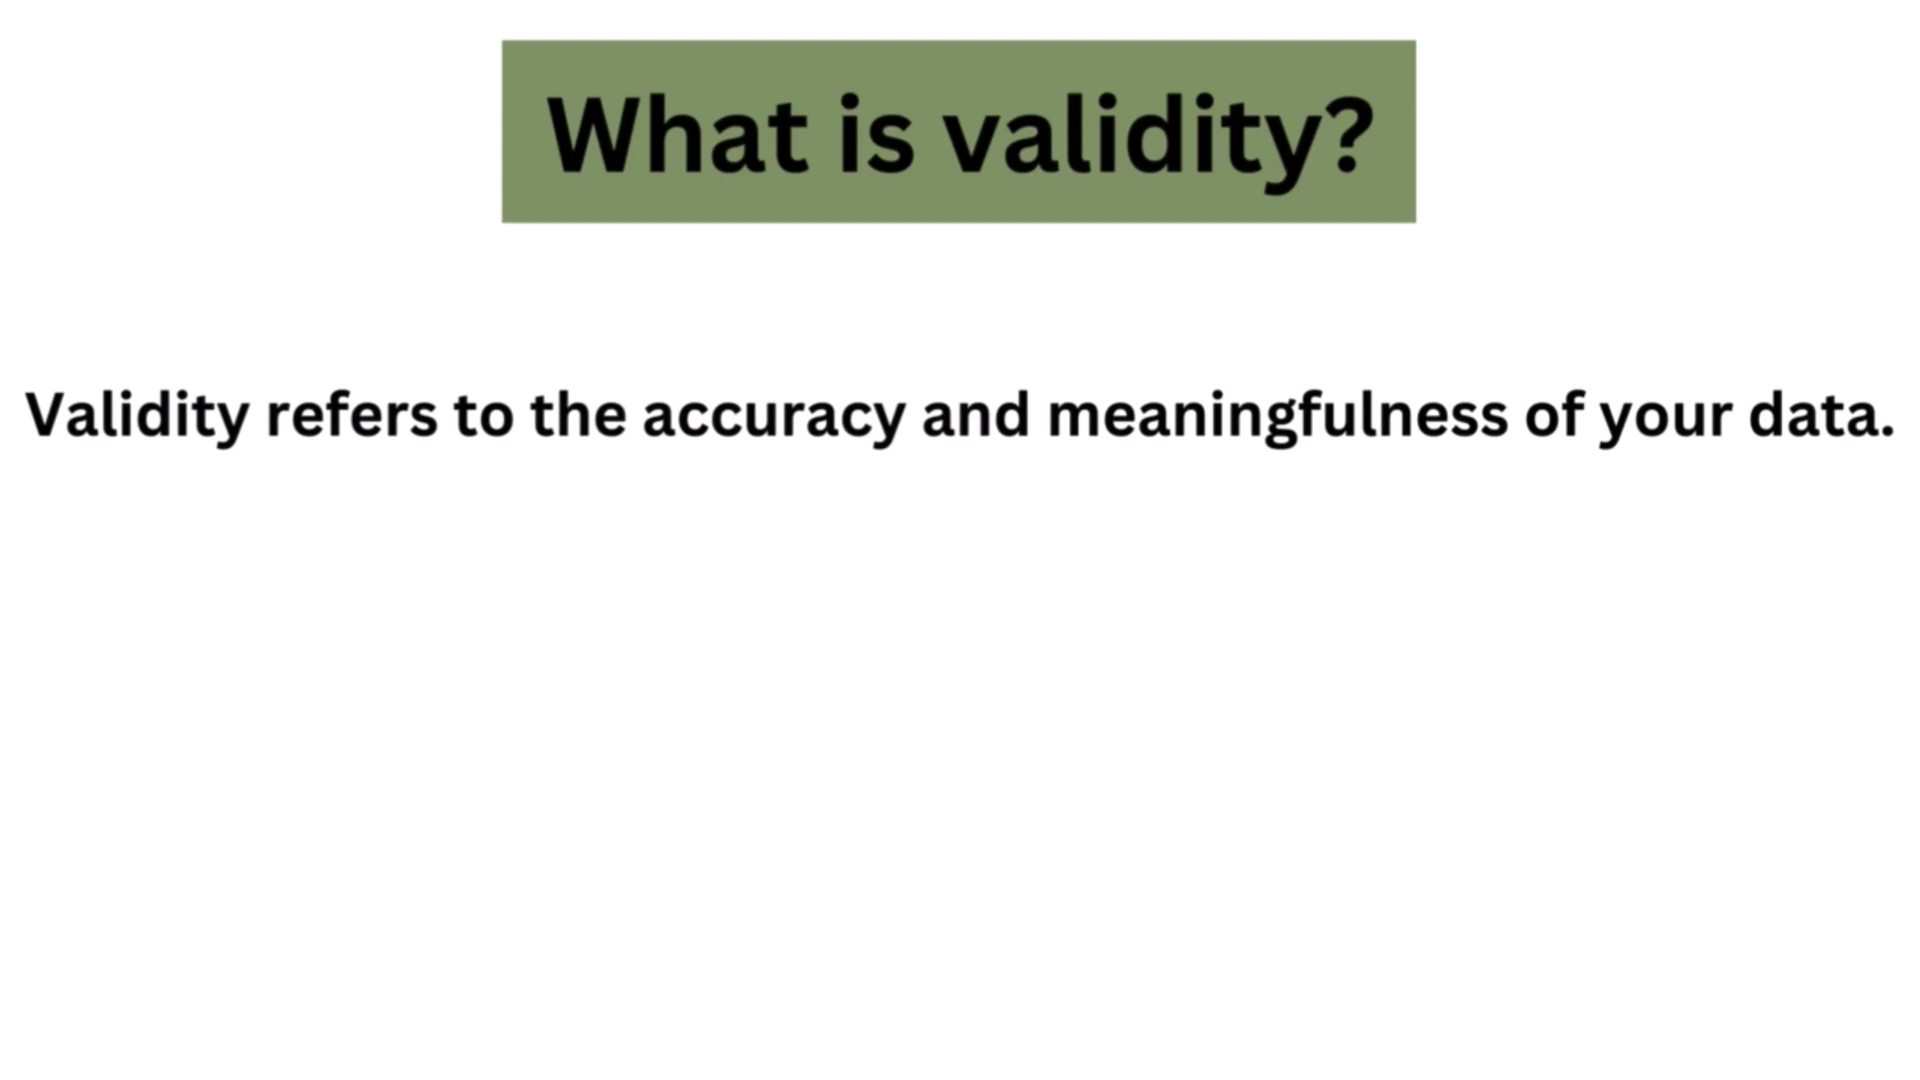 What is validity?
Validity refers to the accuracy and meaningfulness of your data.